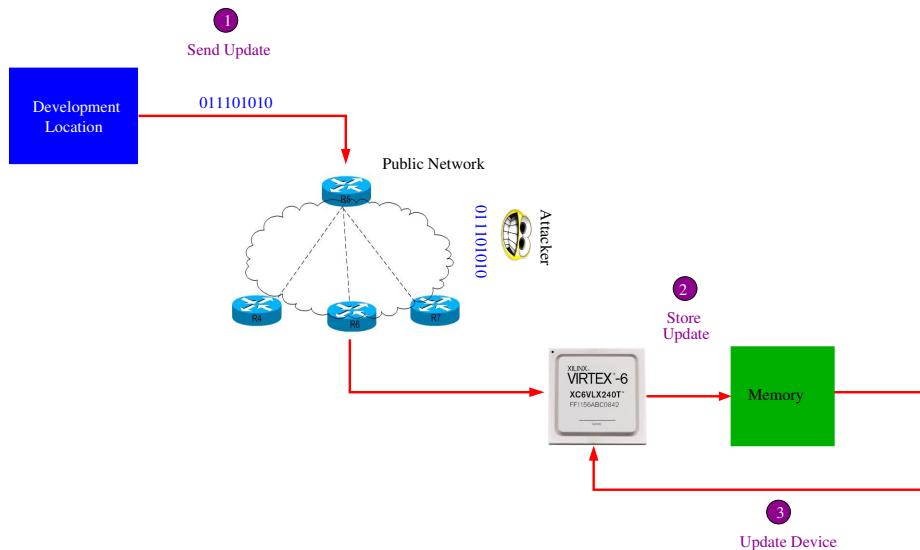 1
Send Update
Development
Location
011101010
Public Network
R5
011101010
Attacker
R4
R6
R7
2
Store
Update
XILINX
VIRTEX-6
XC6VLX240T
FF1156ABC0842
Memory
3
Update Device